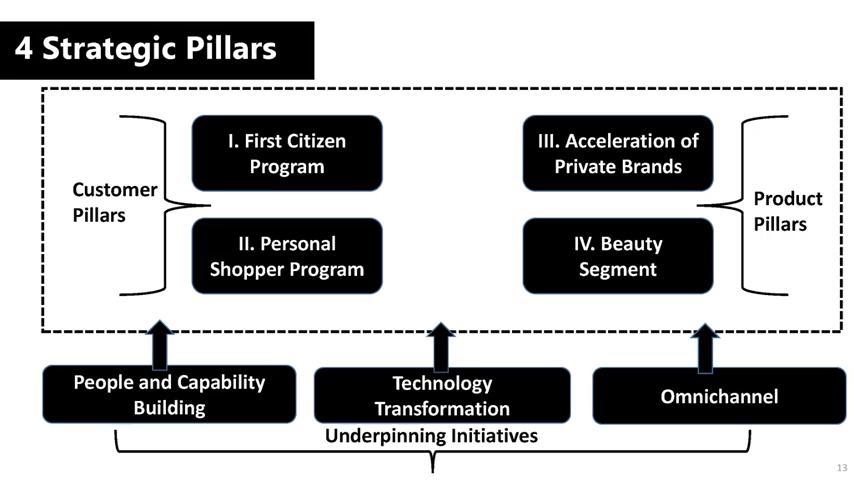 4 Strategic Pillars
I. First Citizen
Program
III. Acceleration of
Private Brands
Customer
Pillars
Product
Pillars
II. Personal
Shopper Program
IV. Beauty
Segment
People and Capability
Building
Technology
Transformation
Omnichannel
Underpinning Initiatives
13